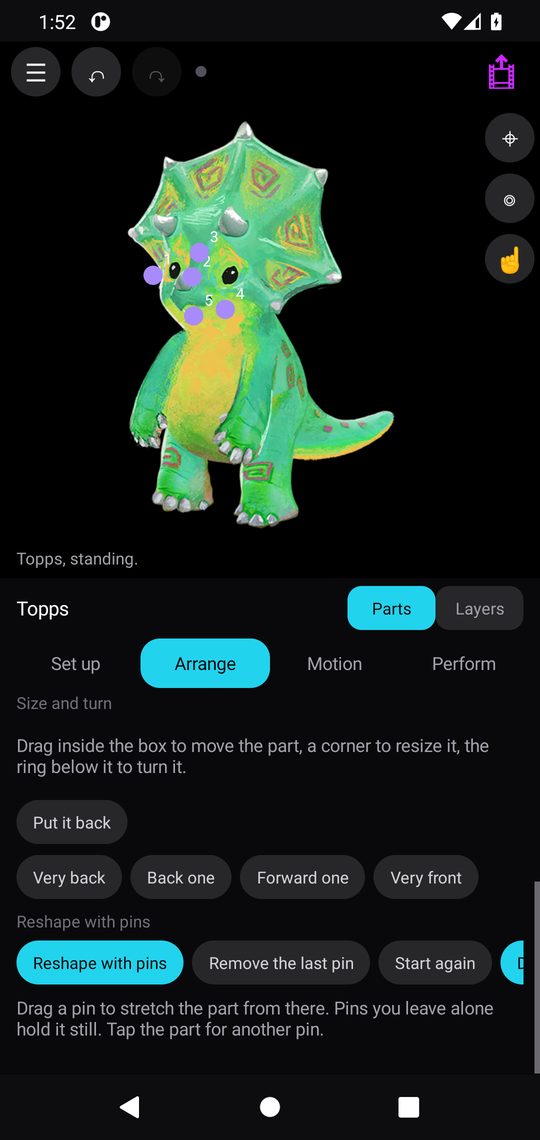 1:52
3
2
4
5
Topps, standing.
Topps
Parts
Layers
Set up
Arrange
Motion
Perform
Size and turn
Drag inside the box to move the part, a corner to resize it, the
ring below it to turn it.
Put it back
Very back
Back one
Forward one
Very front
Reshape with pins
Reshape with pins
Remove the last pin
Start again
Drag a pin to stretch the part from there. Pins you leave alone
hold it still. Tap the part for another pin.